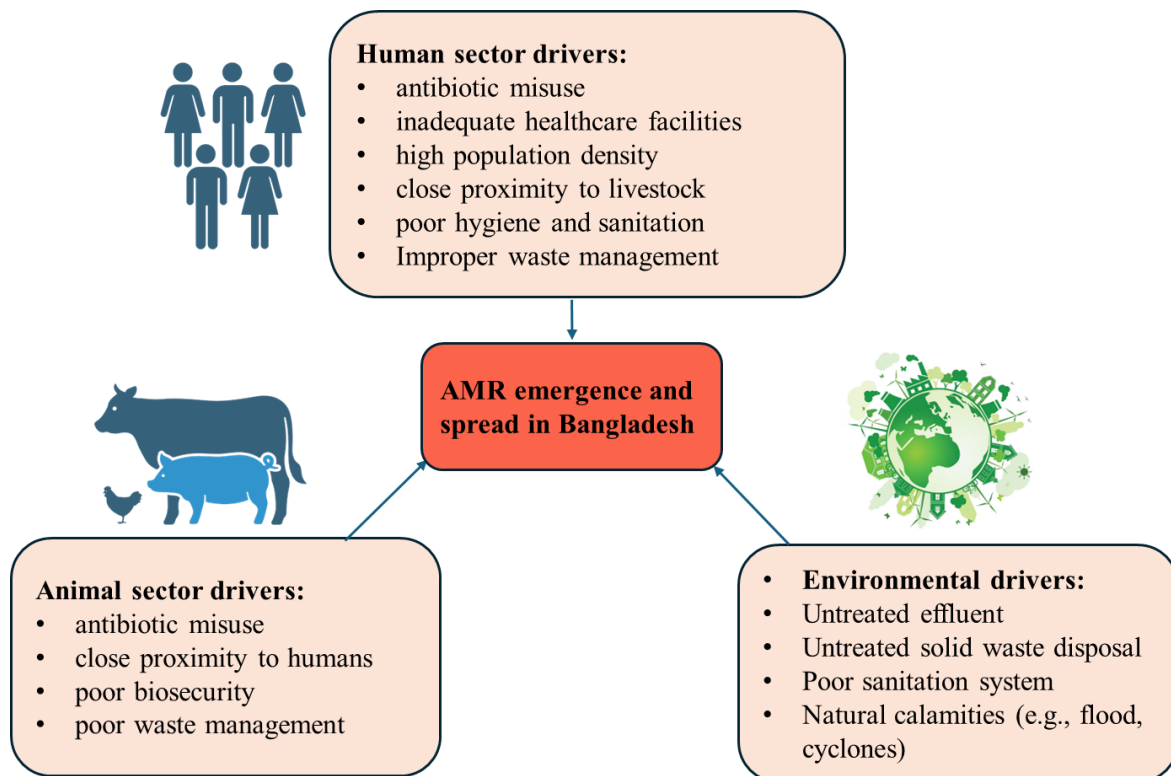 Human sector drivers:
• antibiotic misuse
• inadequate healthcare facilities
• high population density
• close proximity to livestock
• poor hygiene and sanitation
• Improper waste management
AMR emergence and
spread in Bangladesh
Animal sector drivers:
• antibiotic misuse
• close proximity to humans
• poor biosecurity
• poor waste management
• Environmental drivers:
• Untreated effluent
• Untreated solid waste disposal
• Poor sanitation system
• Natural calamities (e.g., flood,
cyclones)